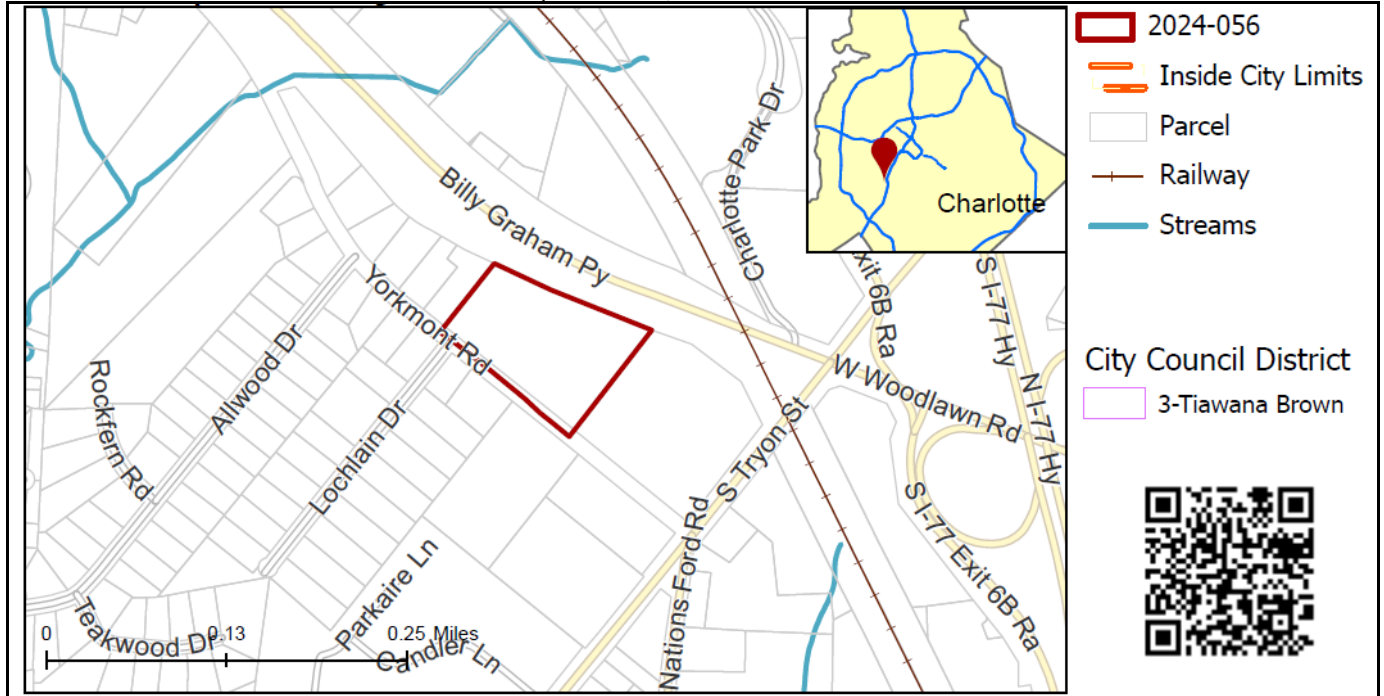 Billy Graham Py
Charlotte Park Dr
Yorkmont Rd
Allwood Dr
Rockfern Rd
Lochlain Dr
Teakwood Dr
Parkaire Ln
Candler Ln
S Tryon St
Nations Ford Rd
W Woodlawn Rd
xit 6B Ra
S I-77 Hy
N I-77 Hy
S I-77 Exit 6B Ra
0 0.13 0.25 Miles
Charlotte
2024-056
Inside City Limits
Parcel
Railway
Streams
City Council District
3-Tiawana Brown